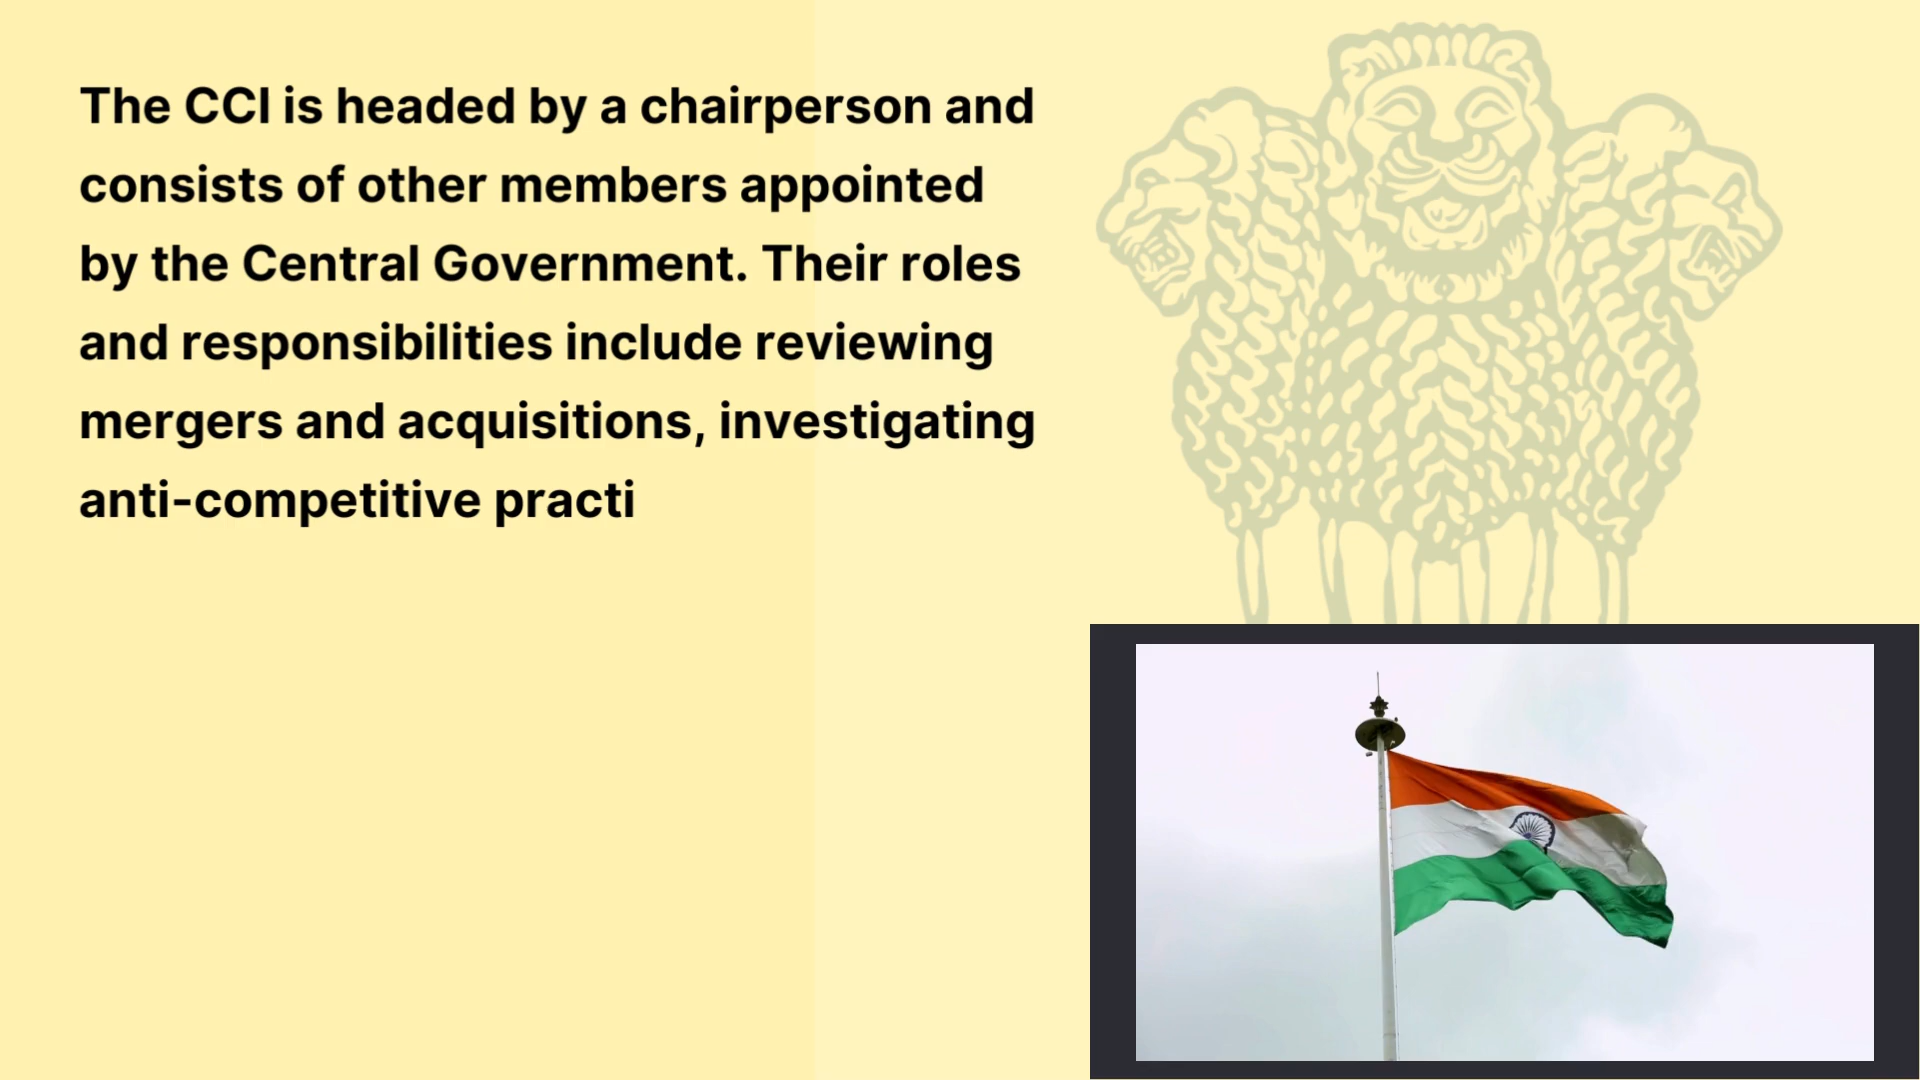 The CCI is headed by a chairperson and
consists of other members appointed
by the Central Government. Their roles
and responsibilities include reviewing
mergers and acquisitions, investigating
anti-competitive practi